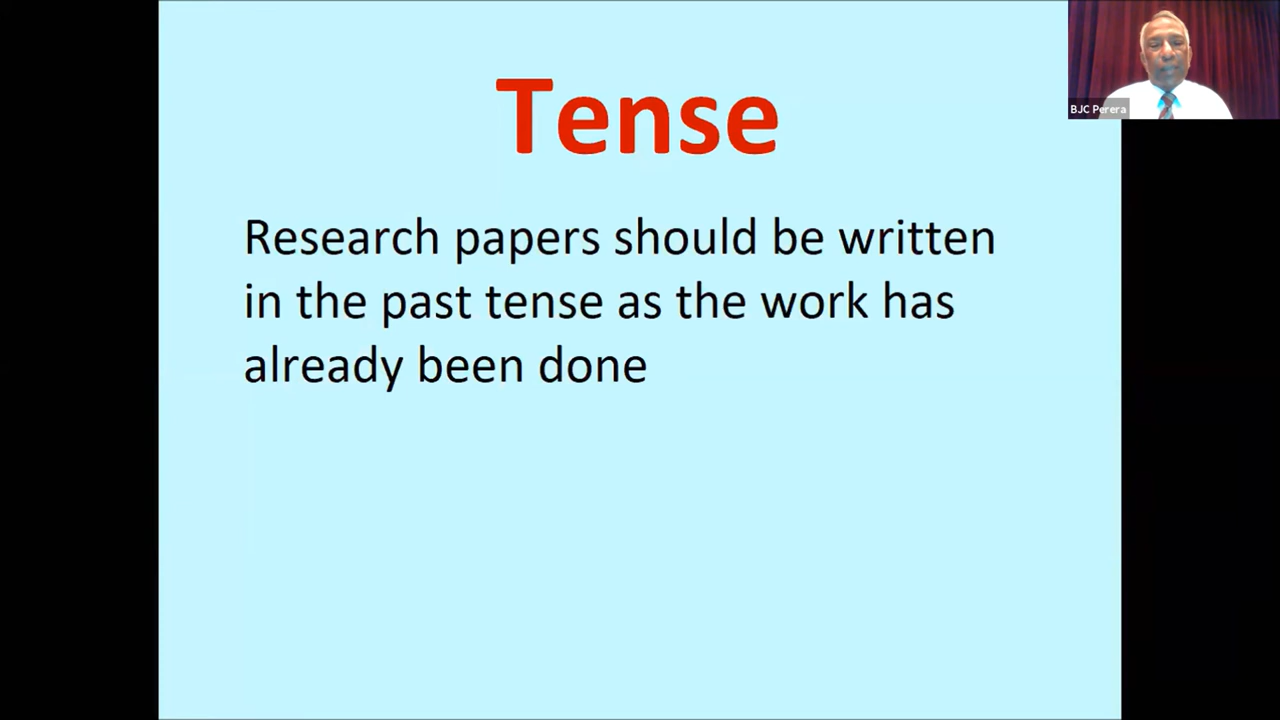 Tense
Research papers should be written
in the past tense as the work has
already been done
BJC Perera